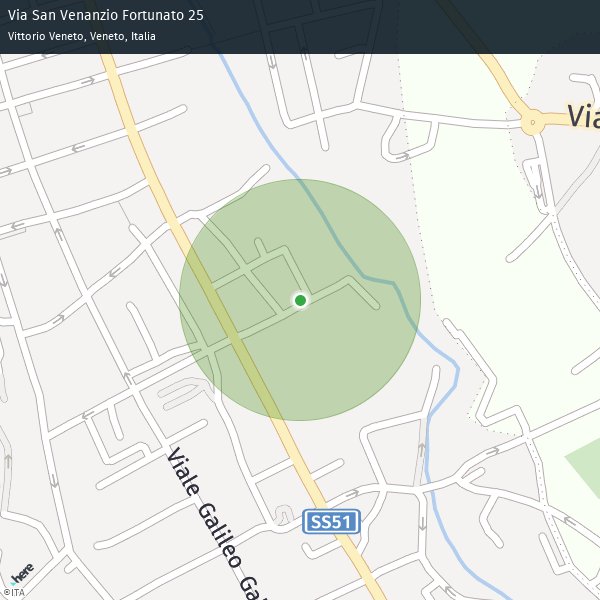 Via San Venanzio Fortunato 25
Vittorio Veneto, Veneto, Italia
Via
Viale Galileo Ga
SS51
here
©ITA